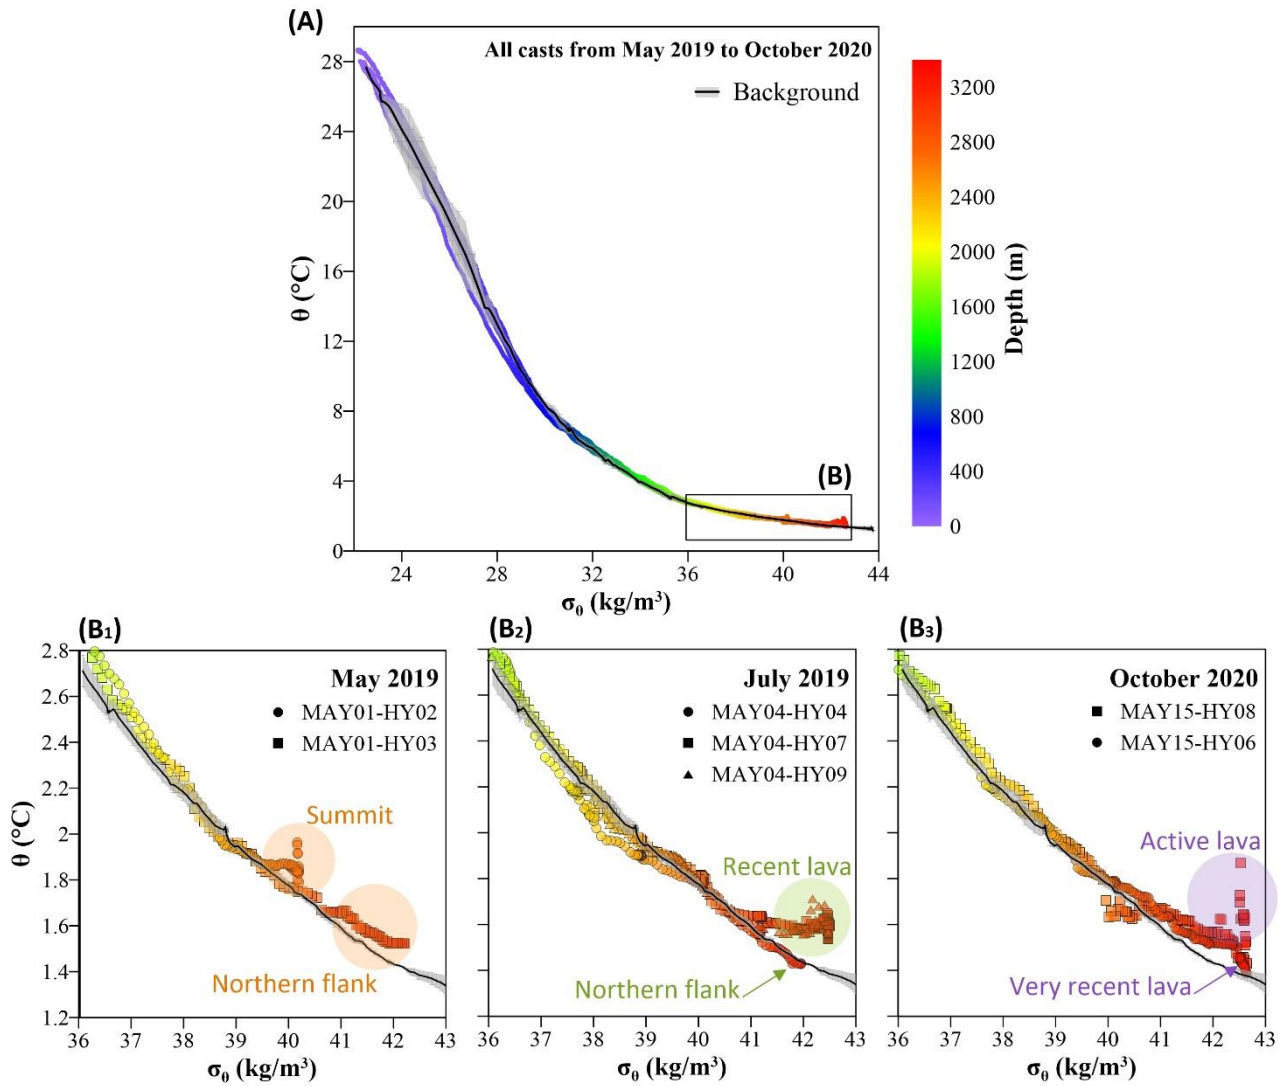 (A)
All casts from May 2019 to October 2020
Background
28
24
20
16
12
8
4
0
θ (°C)
24 28 32 36 40 44
σθ (kg/m³)
(B)
3200
2800
2400
2000
1600
1200
800
400
0
Depth (m)
(B1)
May 2019
MAY01-HY02
MAY01-HY03
Summit
Northern flank
2.8
2.6
2.4
2.2
2
1.8
1.6
1.4
1.2
θ (°C)
36 37 38 39 40 41 42 43
σθ (kg/m³)
(B2)
July 2019
MAY04-HY04
MAY04-HY07
MAY04-HY09
Recent lava
Northern flank
36 37 38 39 40 41 42 43
σθ (kg/m³)
(B3)
October 2020
MAY15-HY08
MAY15-HY06
Active lava
Very recent lava
36 37 38 39 40 41 42 43
σθ (kg/m³)